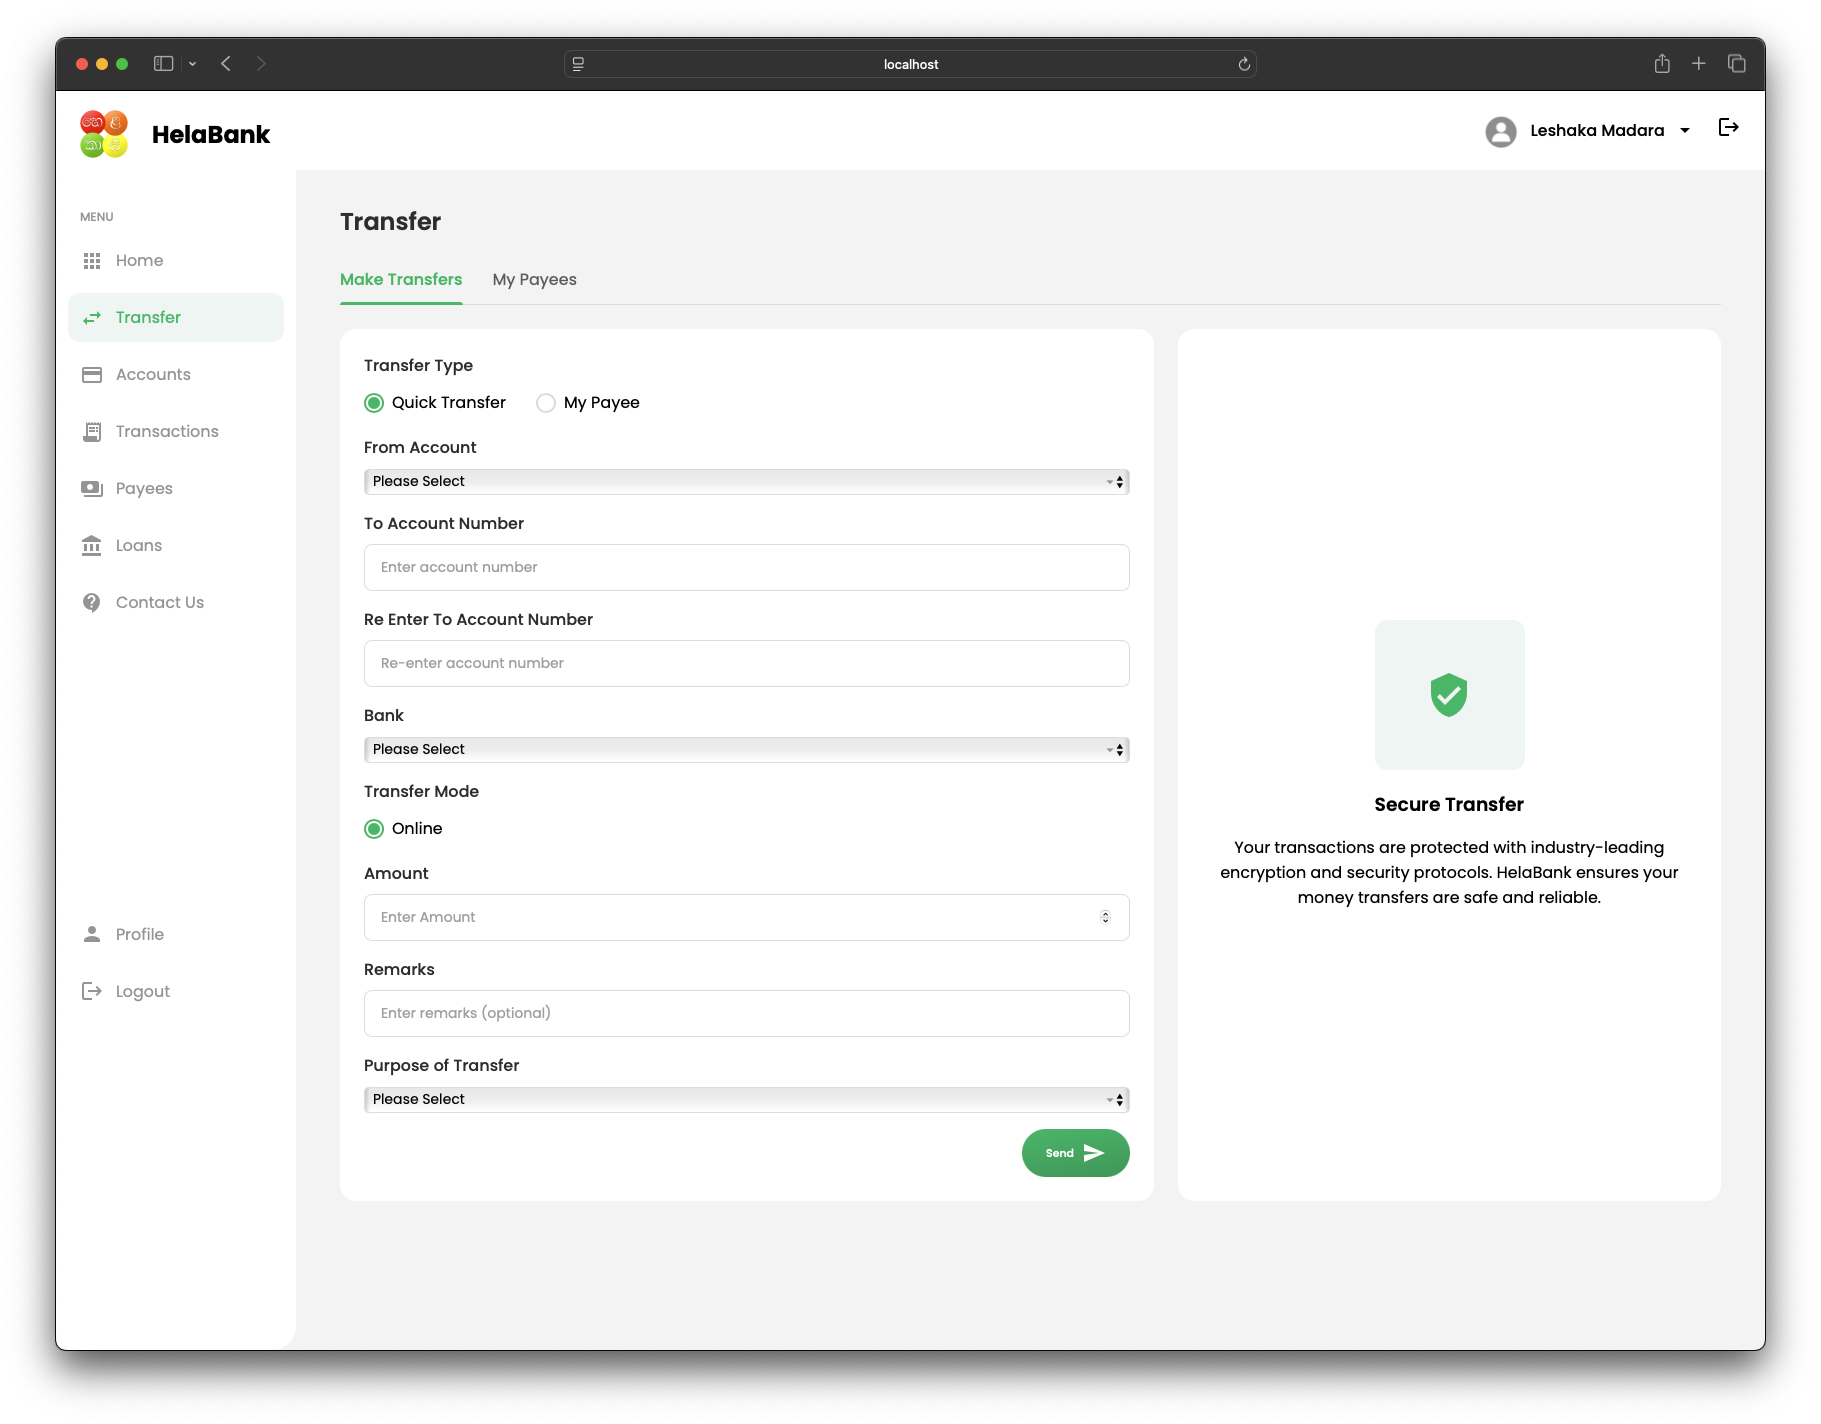 localhost
හෙ ළි
කා සි
HelaBank
Leshaka Madara
MENU
Home
Transfer
Accounts
Transactions
Payees
Loans
Contact Us
Profile
Logout
Transfer
Make Transfers My Payees
Transfer Type
Quick Transfer My Payee
From Account
Please Select
To Account Number
Enter account number
Re Enter To Account Number
Re-enter account number
Bank
Please Select
Transfer Mode
Online
Amount
Enter Amount
Remarks
Enter remarks (optional)
Purpose of Transfer
Please Select
Send
Secure Transfer
Your transactions are protected with industry-leading
encryption and security protocols. HelaBank ensures your
money transfers are safe and reliable.